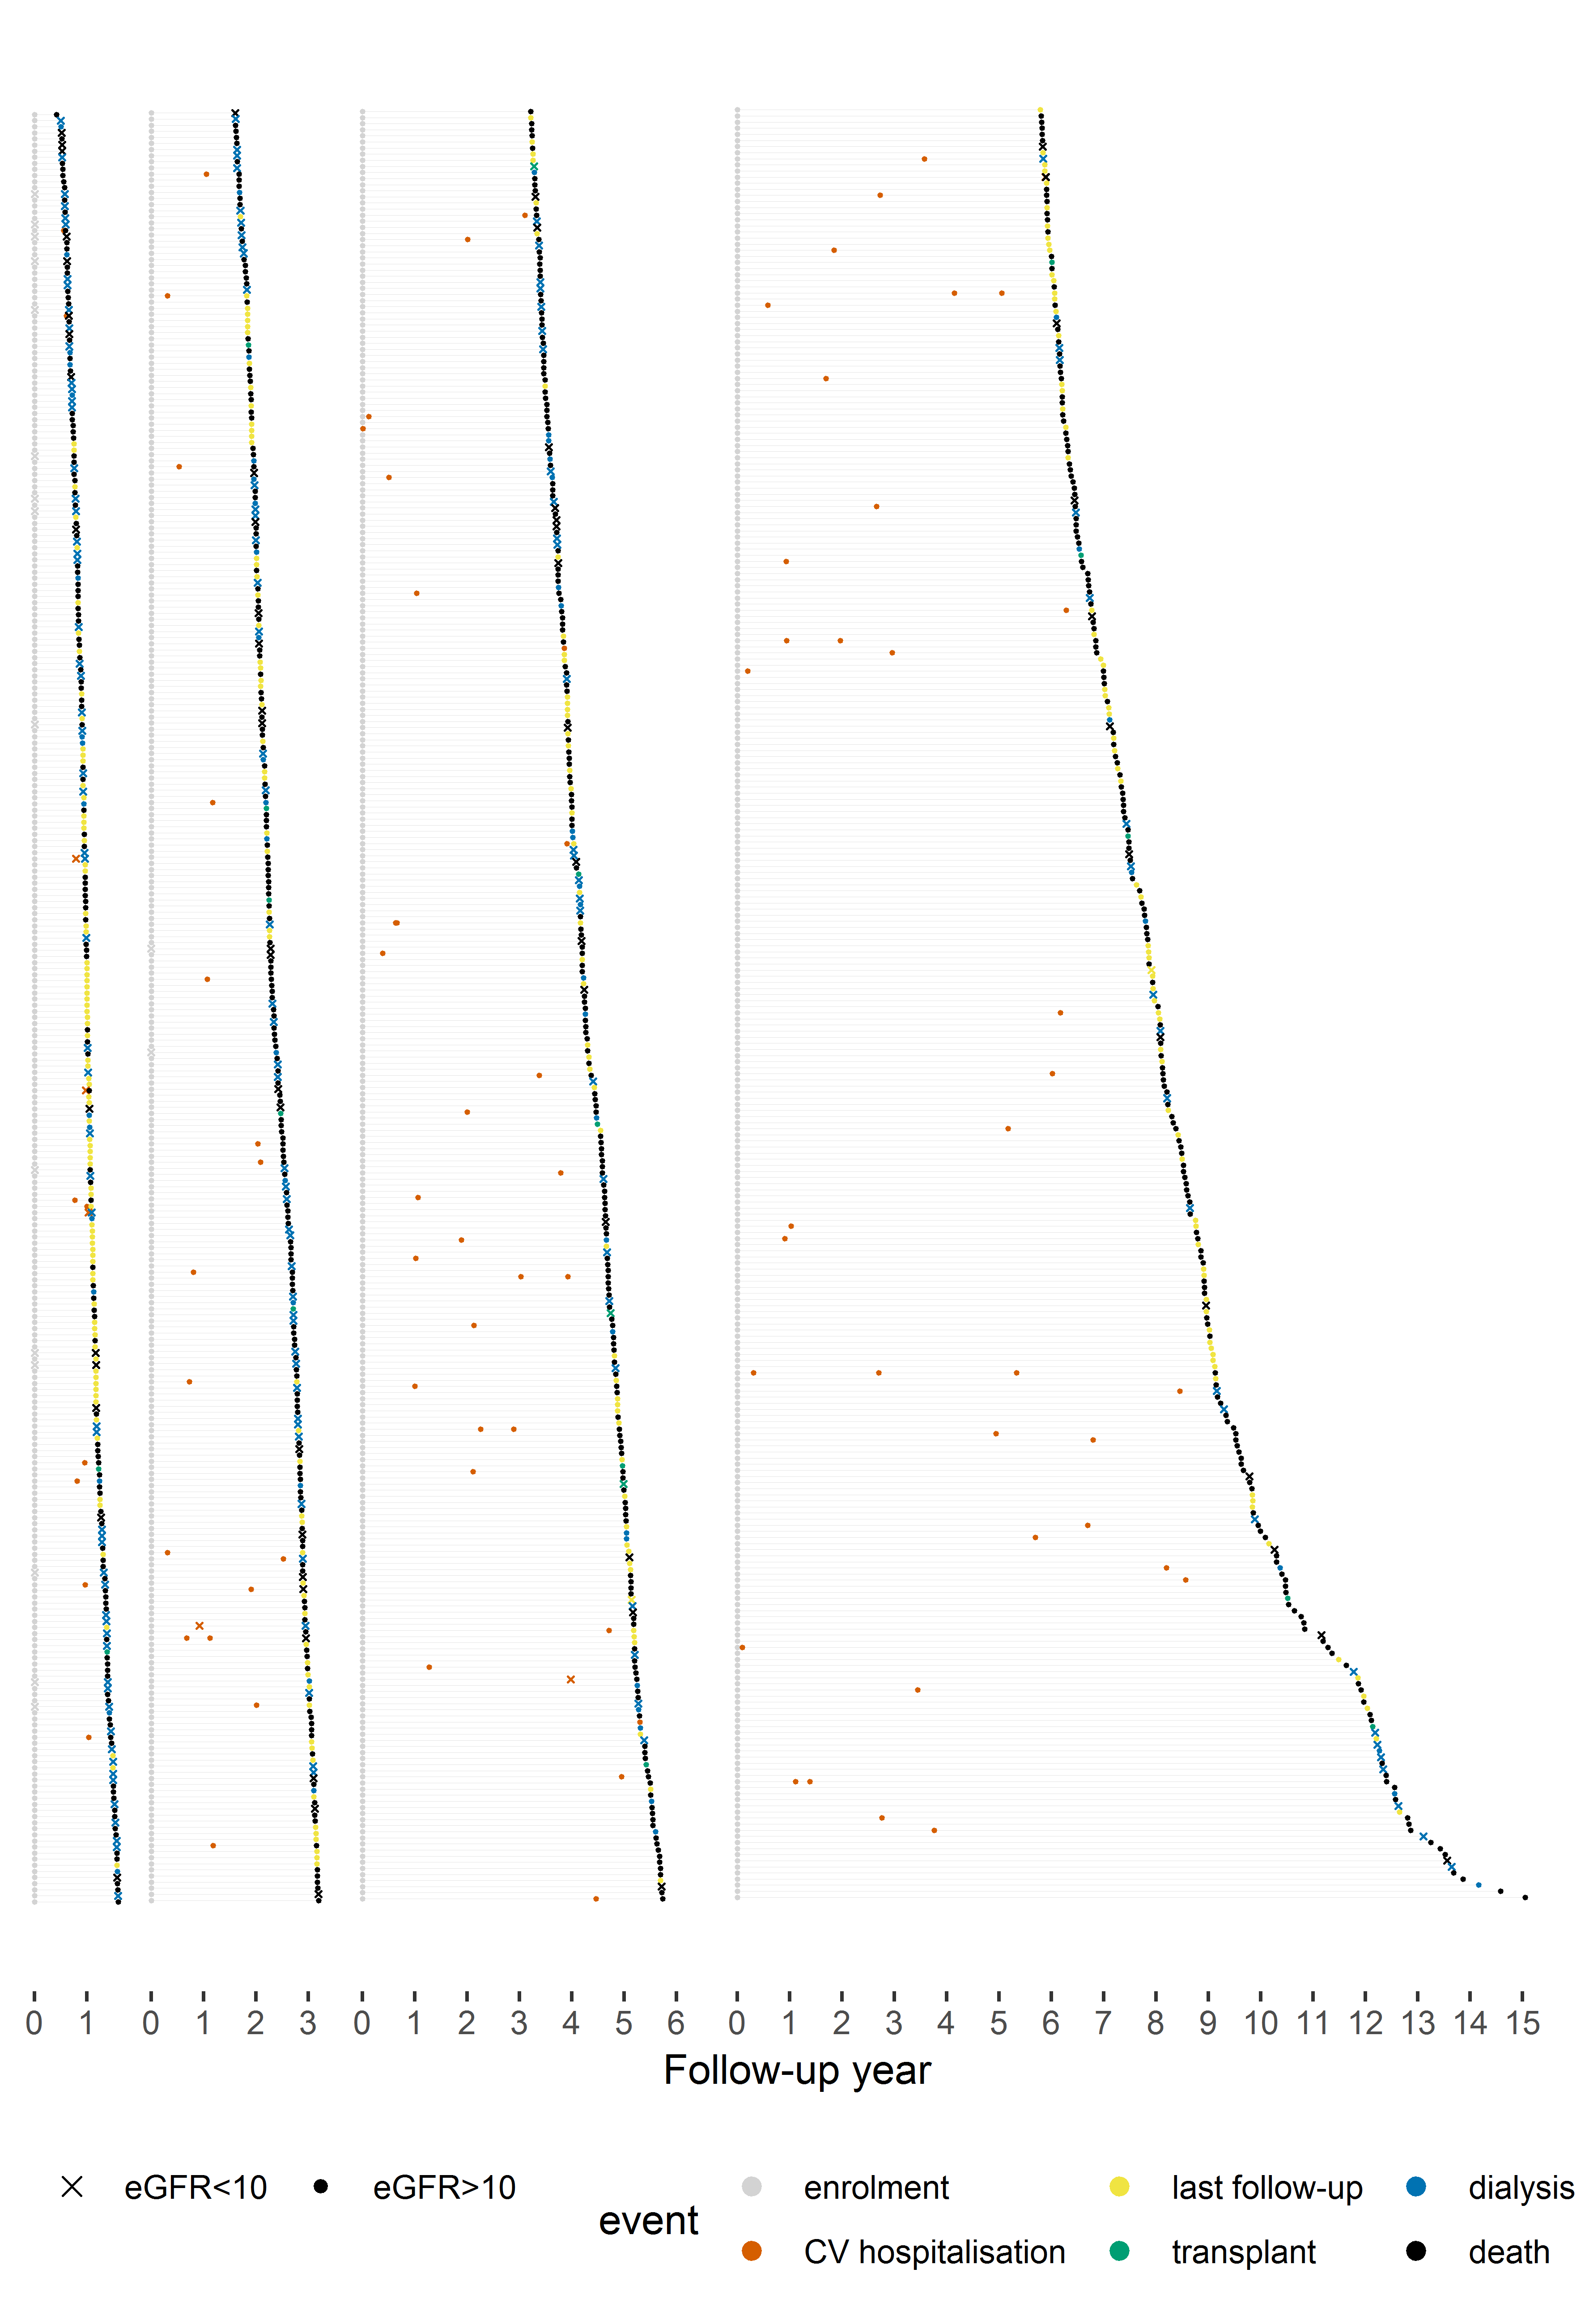 0 1 0 1 2 3 0 1 2 3 4 5 6 0 1 2 3 4 5 6 7 8 9 10 11 12 13 14 15
Follow-up year
eGFR<10 eGFR>10 enrolment last follow-up dialysis
event
CV hospitalisation transplant death